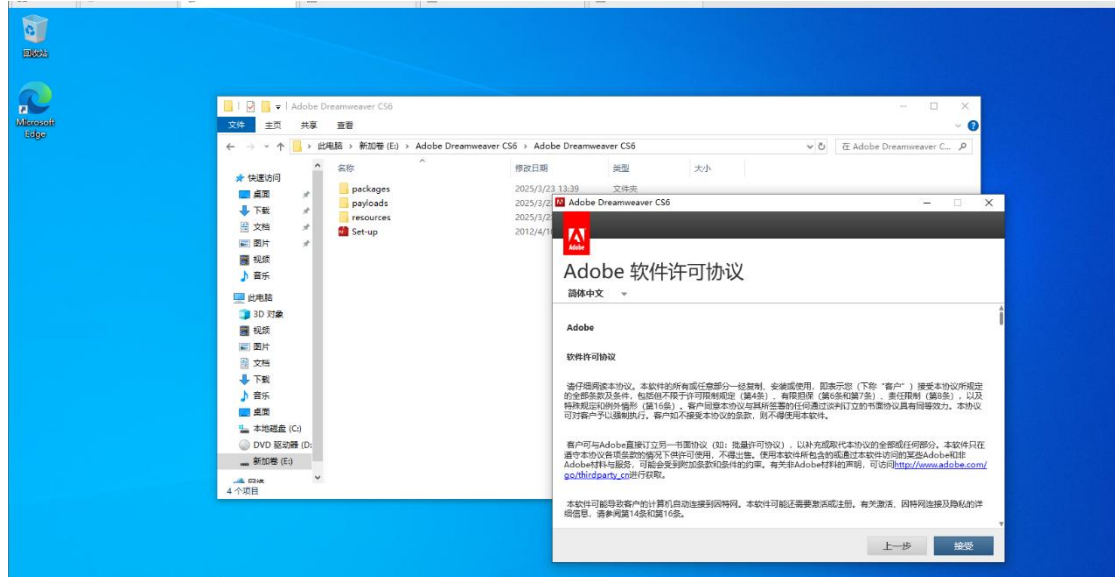 回收站
Microsoft
Edge
Adobe Dreamweaver CS6
文件 主页 共享 查看
此电脑 › 新加卷 (E:) › Adobe Dreamweaver CS6 › Adobe Dreamweaver CS6
在 Adobe Dreamweaver C...
名称 修改日期 类型 大小
快速访问
桌面
下载
文档
图片
视频
音乐
此电脑
3D 对象
视频
图片
文档
下载
音乐
桌面
本地磁盘 (C:)
DVD 驱动器 (D:
新加卷 (E:)
网络
packages 2025/3/23 13:39 文件夹
payloads 2025/3/2
resources 2025/3/2
Set-up 2012/4/1
4 个项目
Adobe Dreamweaver CS6
Adobe
Adobe 软件许可协议
简体中文
Adobe
软件许可协议
请仔细阅读本协议。本软件的所有或任意部分一经复制、安装或使用，即表示您（下称“客户”）接受本协议所规定
的全部条款及条件，包括但不限于许可限制规定（第4条）、有限担保（第6条和第7条）、责任限制（第8条），以及
特殊规定和例外情形（第16条）。客户同意本协议与其所签署的任何通过谈判订立的书面协议具有同等效力。本协议
可对客户予以强制执行。客户如不接受本协议的条款，则不得使用本软件。
客户可与Adobe直接订立另一书面协议（如：批量许可协议），以补充或取代本协议的全部或任何部分。本软件只在
遵守本协议各项条款的情况下供许可使用，不得出售。使用本软件所包含的或通过本软件访问的某些Adobe和非
Adobe材料与服务，可能会受到附加条款和条件的约束。有关非Adobe材料的声明，可访问http://www.adobe.com/
go/thirdparty_cn进行获取。
本软件可能导致客户的计算机自动连接到因特网。本软件可能还需要激活或注册。有关激活、因特网连接及隐私的详
细信息，请参阅第14条和第16条。
上一步 接受